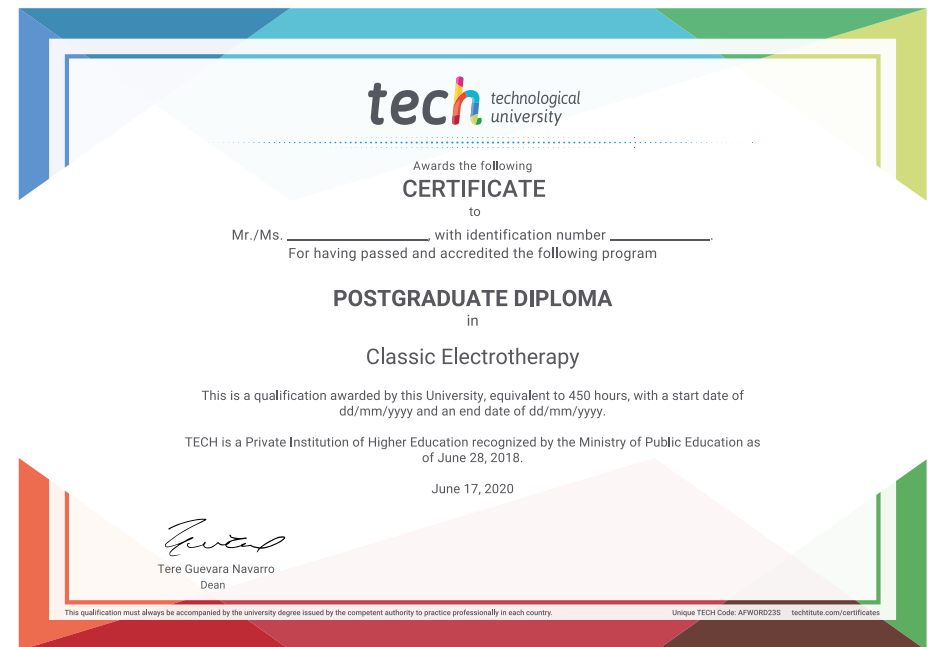 tech technological
university
Awards the following
CERTIFICATE
to
Mr./Ms. ____________________, with identification number ______________.
For having passed and accredited the following program
POSTGRADUATE DIPLOMA
in
Classic Electrotherapy
This is a qualification awarded by this University, equivalent to 450 hours, with a start date of
dd/mm/yyyy and an end date of dd/mm/yyyy.
TECH is a Private Institution of Higher Education recognized by the Ministry of Public Education as
of June 28, 2018.
June 17, 2020
Tere Guevara Navarro
Dean
This qualification must always be accompanied by the university degree issued by the competent authority to practice professionally in each country.
Unique TECH Code: AFWORD23S techtitute.com/certificates